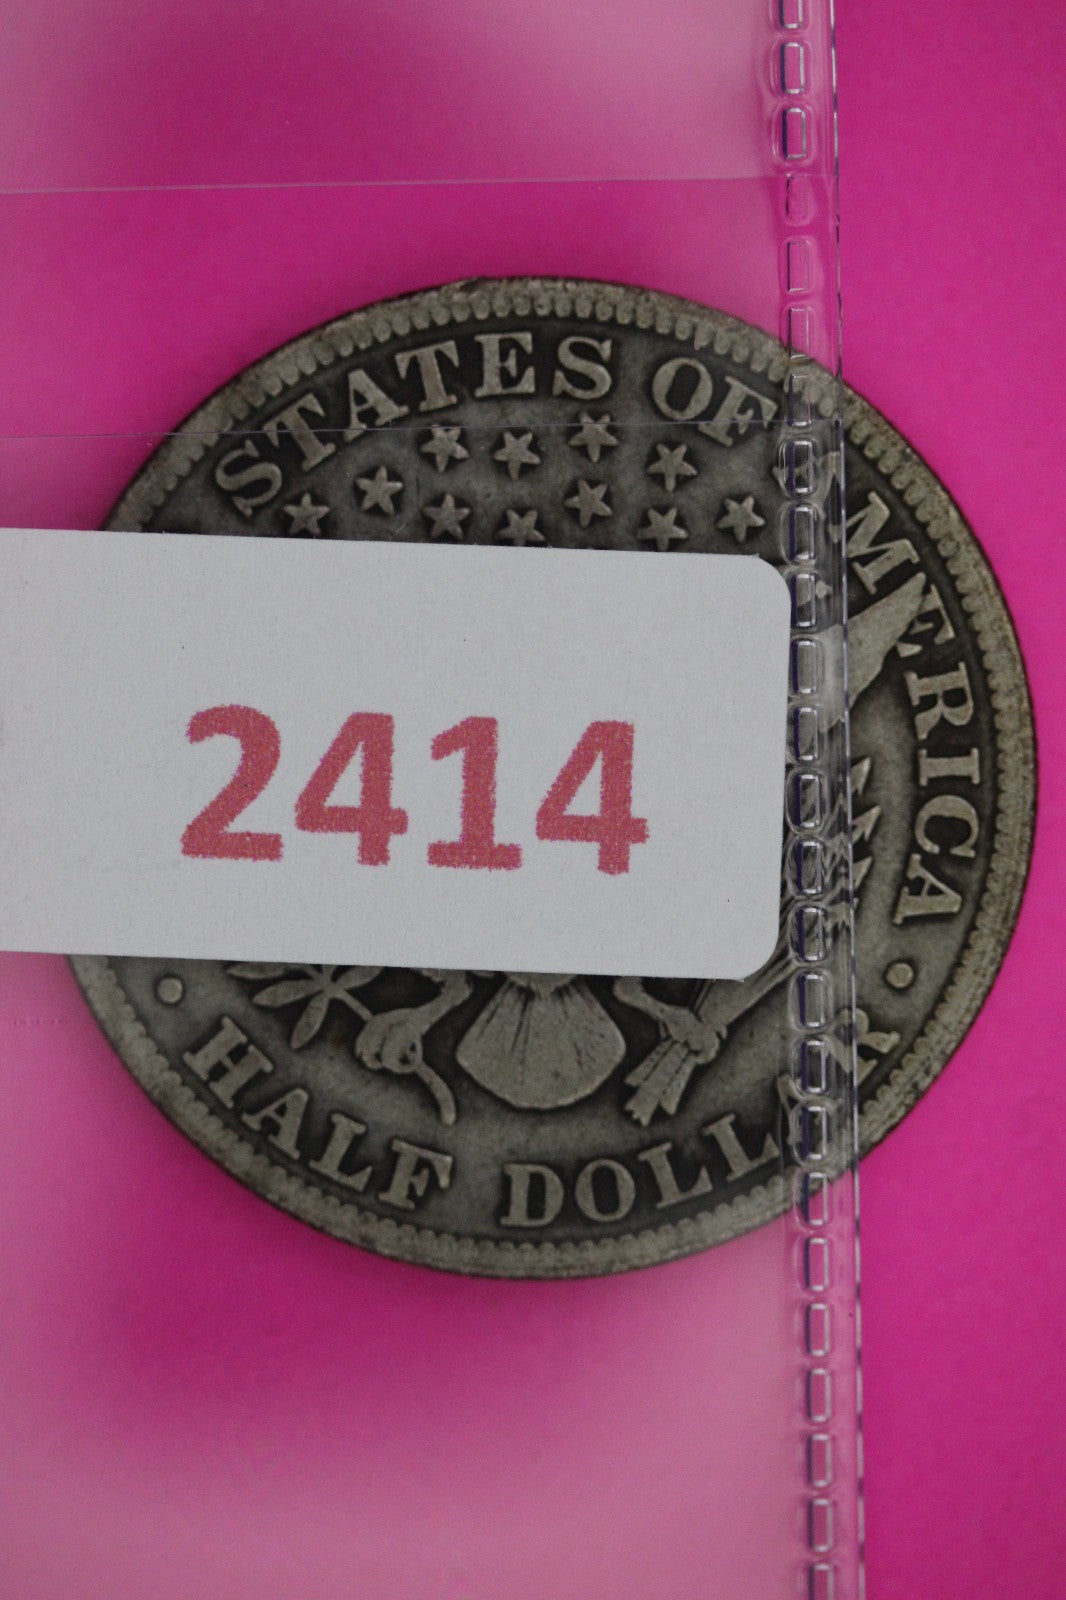 STATES OF AMERICA
2414
HALF DOLLAR